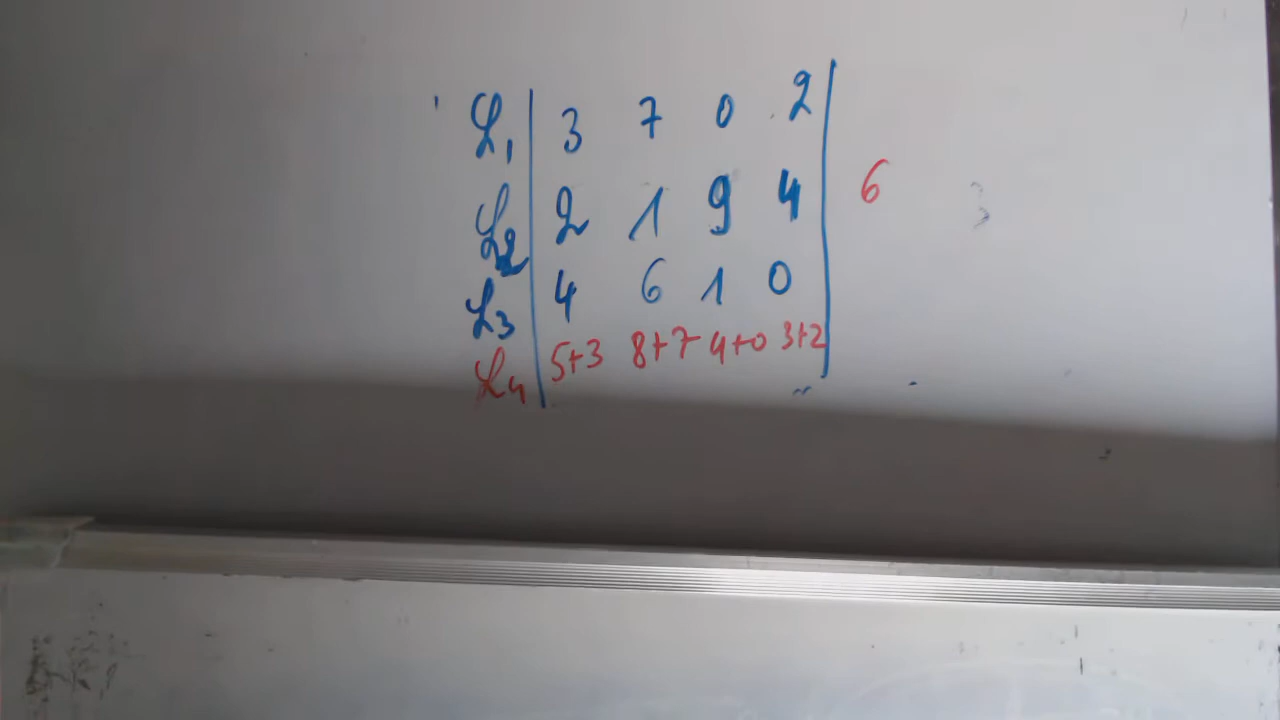 L1 | 3 7 0 2 |
L2 | 2 1 9 4 | 6
L3 | 4 6 1 0 |
L4 | 5+3 8+7 4+0 3+2 |